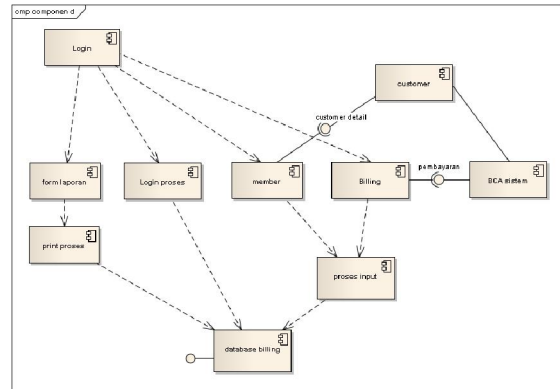 cmp component d
Login
customer
customer detail
form laporan
Login proses
member
Billing
pembayaran
BCA sistem
print proses
proses input
database billing